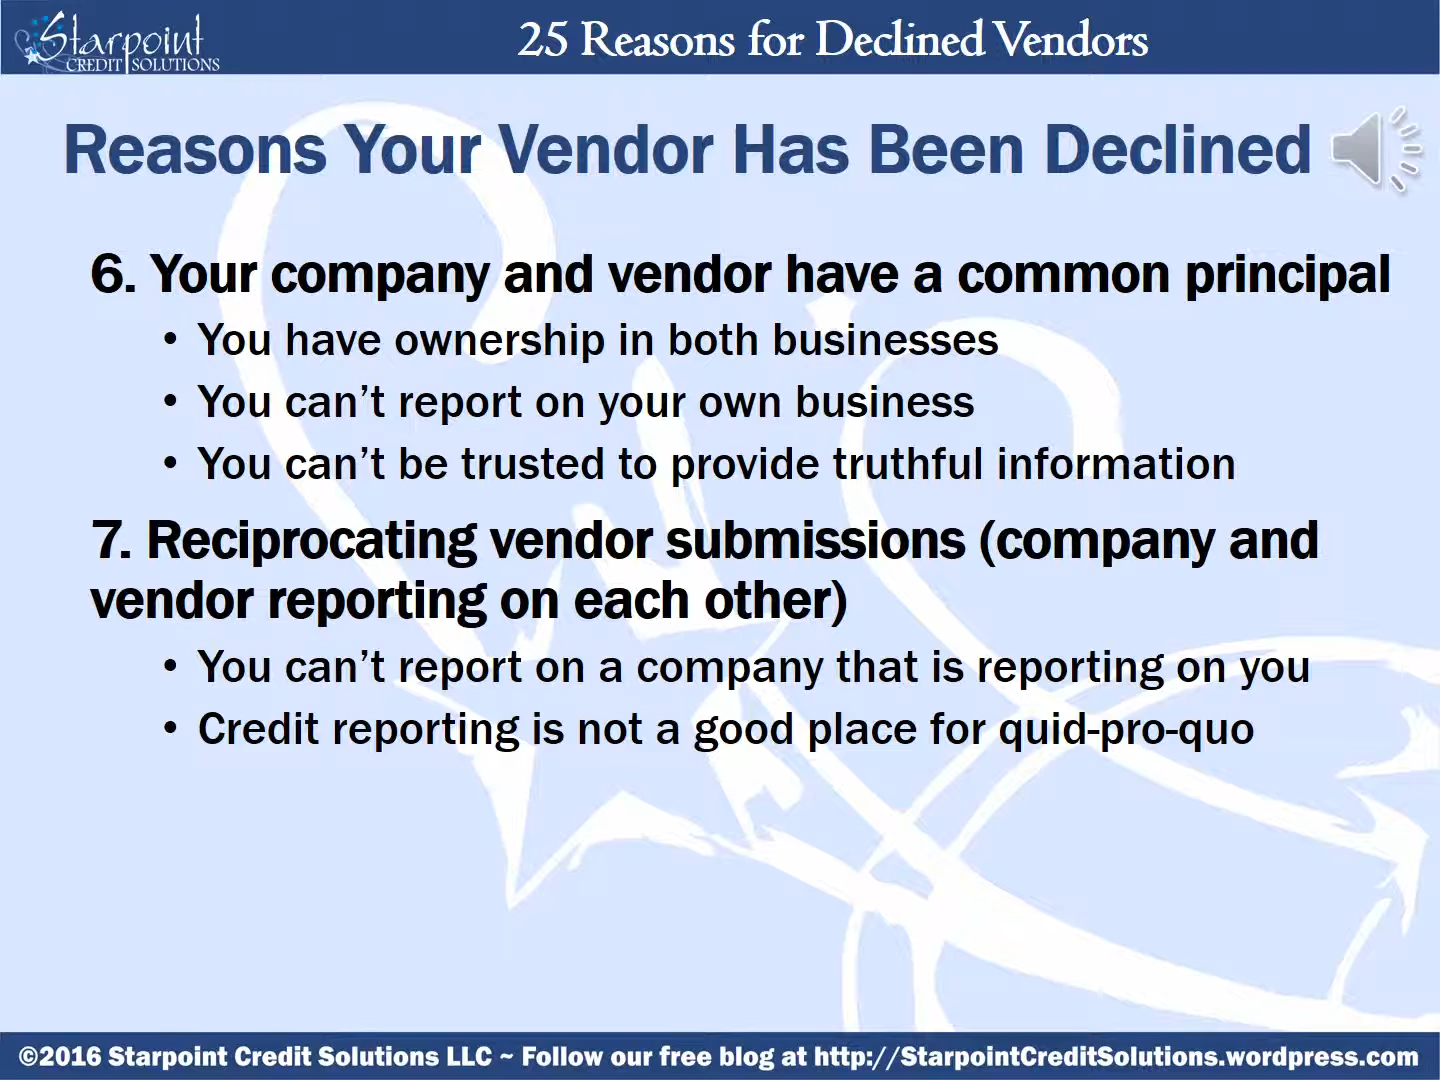 Starpoint
CREDIT SOLUTIONS
25 Reasons for Declined Vendors
Reasons Your Vendor Has Been Declined
6. Your company and vendor have a common principal
• You have ownership in both businesses
• You can’t report on your own business
• You can’t be trusted to provide truthful information
7. Reciprocating vendor submissions (company and
vendor reporting on each other)
• You can’t report on a company that is reporting on you
• Credit reporting is not a good place for quid-pro-quo
©2016 Starpoint Credit Solutions LLC ~ Follow our free blog at http://StarpointCreditSolutions.wordpress.com